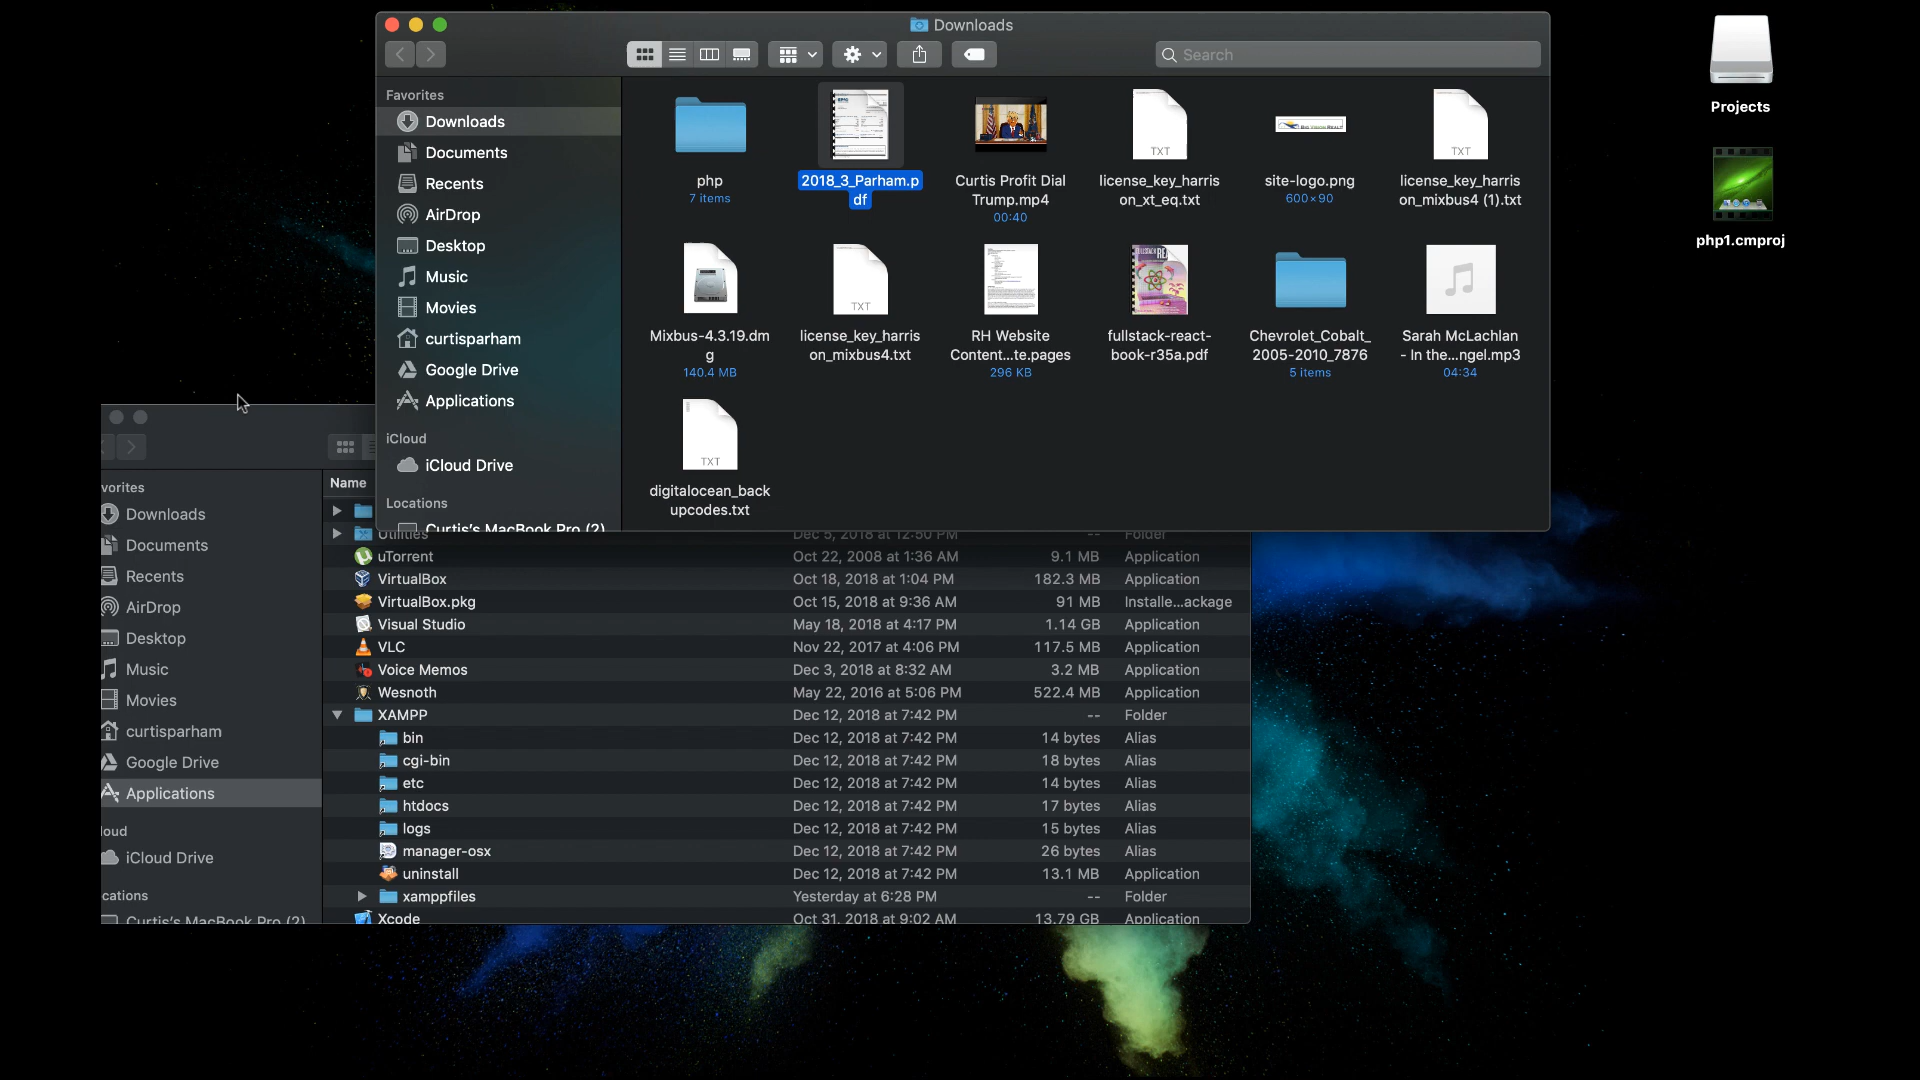 Downloads
Search
Favorites
Downloads
Documents
Recents
AirDrop
Desktop
Music
Movies
curtisparham
Google Drive
Applications
iCloud
iCloud Drive
Locations
Curtis's MacBook Pro (2)
php
7 items
2018_3_Parham.p
df
Curtis Profit Dial
Trump.mp4
00:40
TXT
license_key_harris
on_xt_eq.txt
site-logo.png
600×90
TXT
license_key_harris
on_mixbus4 (1).txt
Mixbus-4.3.19.dm
g
140.4 MB
TXT
license_key_harris
on_mixbus4.txt
RH Website
Content...te.pages
296 KB
fullstack-react-
book-r35a.pdf
Chevrolet_Cobalt_
2005-2010_7876
5 items
Sarah McLachlan
- In the...ngel.mp3
04:34
TXT
digitalocean_back
upcodes.txt
Projects
php1.cmproj
vorites
Downloads
Documents
Recents
AirDrop
Desktop
Music
Movies
curtisparham
Google Drive
Applications
loud
iCloud Drive
cations
Curtis's MacBook Pro (2)
Name
Utilities Dec 5, 2018 at 12:50 PM -- Folder
uTorrent Oct 22, 2008 at 1:36 AM 9.1 MB Application
VirtualBox Oct 18, 2018 at 1:04 PM 182.3 MB Application
VirtualBox.pkg Oct 15, 2018 at 9:36 AM 91 MB Installe...ackage
Visual Studio May 18, 2018 at 4:17 PM 1.14 GB Application
VLC Nov 22, 2017 at 4:06 PM 117.5 MB Application
Voice Memos Dec 3, 2018 at 8:32 AM 3.2 MB Application
Wesnoth May 22, 2016 at 5:06 PM 522.4 MB Application
XAMPP Dec 12, 2018 at 7:42 PM -- Folder
bin Dec 12, 2018 at 7:42 PM 14 bytes Alias
cgi-bin Dec 12, 2018 at 7:42 PM 18 bytes Alias
etc Dec 12, 2018 at 7:42 PM 14 bytes Alias
htdocs Dec 12, 2018 at 7:42 PM 17 bytes Alias
logs Dec 12, 2018 at 7:42 PM 15 bytes Alias
manager-osx Dec 12, 2018 at 7:42 PM 26 bytes Alias
uninstall Dec 12, 2018 at 7:42 PM 13.1 MB Application
xamppfiles Yesterday at 6:28 PM -- Folder
Xcode Oct 31, 2018 at 9:02 AM 13.79 GB Application